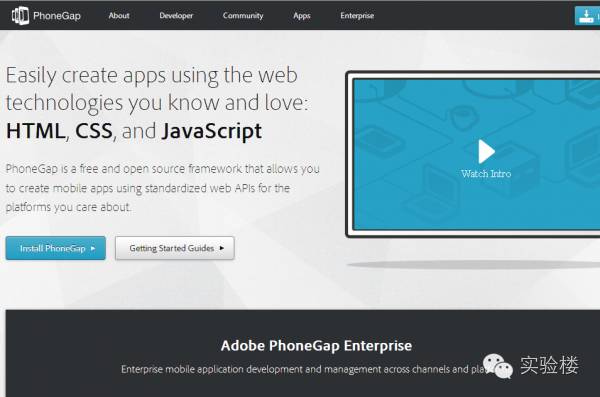 PhoneGap About Developer Community Apps Enterprise
Easily create apps using the web
technologies you know and love:
HTML, CSS, and JavaScript
PhoneGap is a free and open source framework that allows you
to create mobile apps using standardized web APIs for the
platforms you care about.
Install PhoneGap
Getting Started Guides
Watch Intro
Adobe PhoneGap Enterprise
Enterprise mobile application development and management across channels and
实验楼